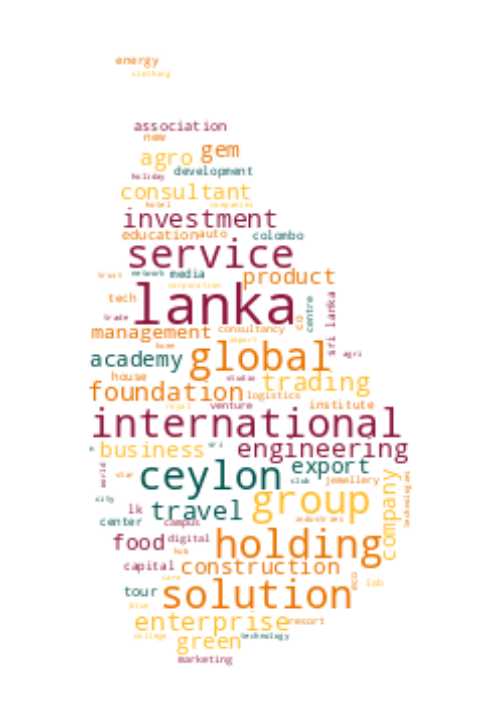 energy
clothing
association
new
agro gem
holiday development
consultant
hotel companies
investment
education auto colombo
service
trust network media product
corporation
tech lanka centre sri lanka
trade co
management consultancy
home import
academy global agri
house studio trading
foundation logistics
royal venture institute
international
business sri engineering
world star ceylon export
club jewellery
city travel group company technologies
lk
center campus industries
food digital holding
hub
capital construction
care eco lab
tour solution
blue
enterprise resort
college green technology
marketing